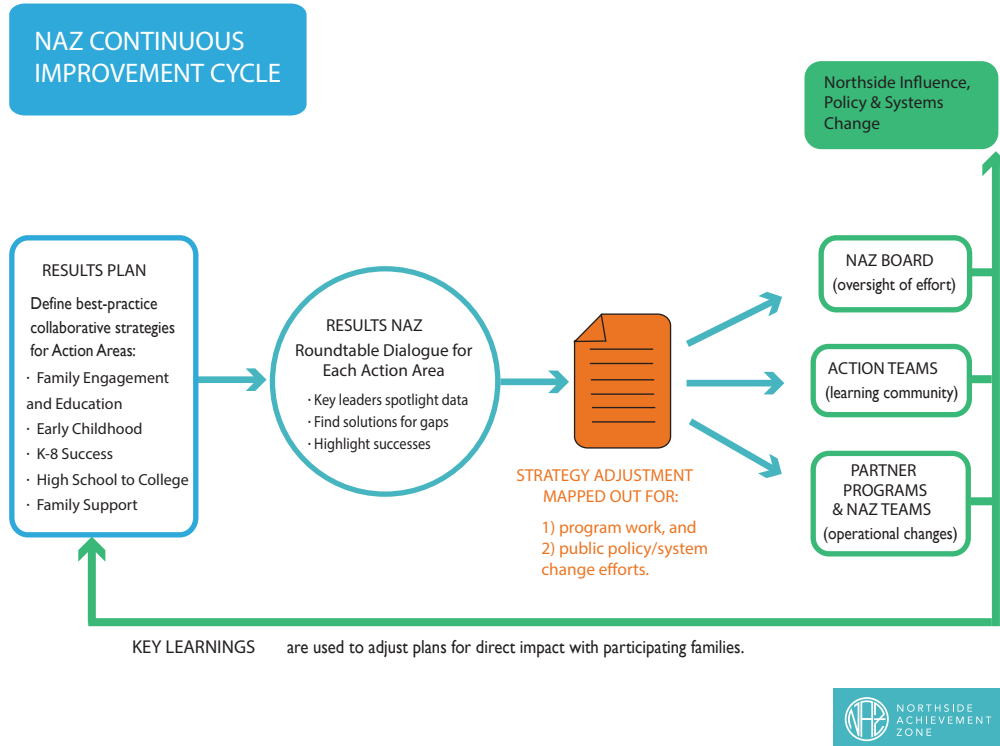 NAZ CONTINUOUS
IMPROVEMENT CYCLE
Northside Influence,
Policy & Systems
Change
RESULTS PLAN
Define best-practice
collaborative strategies
for Action Areas:
· Family Engagement
and Education
· Early Childhood
· K-8 Success
· High School to College
· Family Support
RESULTS NAZ
Roundtable Dialogue for
Each Action Area
· Key leaders spotlight data
· Find solutions for gaps
· Highlight successes
STRATEGY ADJUSTMENT
MAPPED OUT FOR:
1) program work, and
2) public policy/system
change efforts.
NAZ BOARD
(oversight of effort)
ACTION TEAMS
(learning community)
PARTNER
PROGRAMS
& NAZ TEAMS
(operational changes)
KEY LEARNINGS are used to adjust plans for direct impact with participating families.
NAZ
NORTHSIDE
ACHIEVEMENT
ZONE